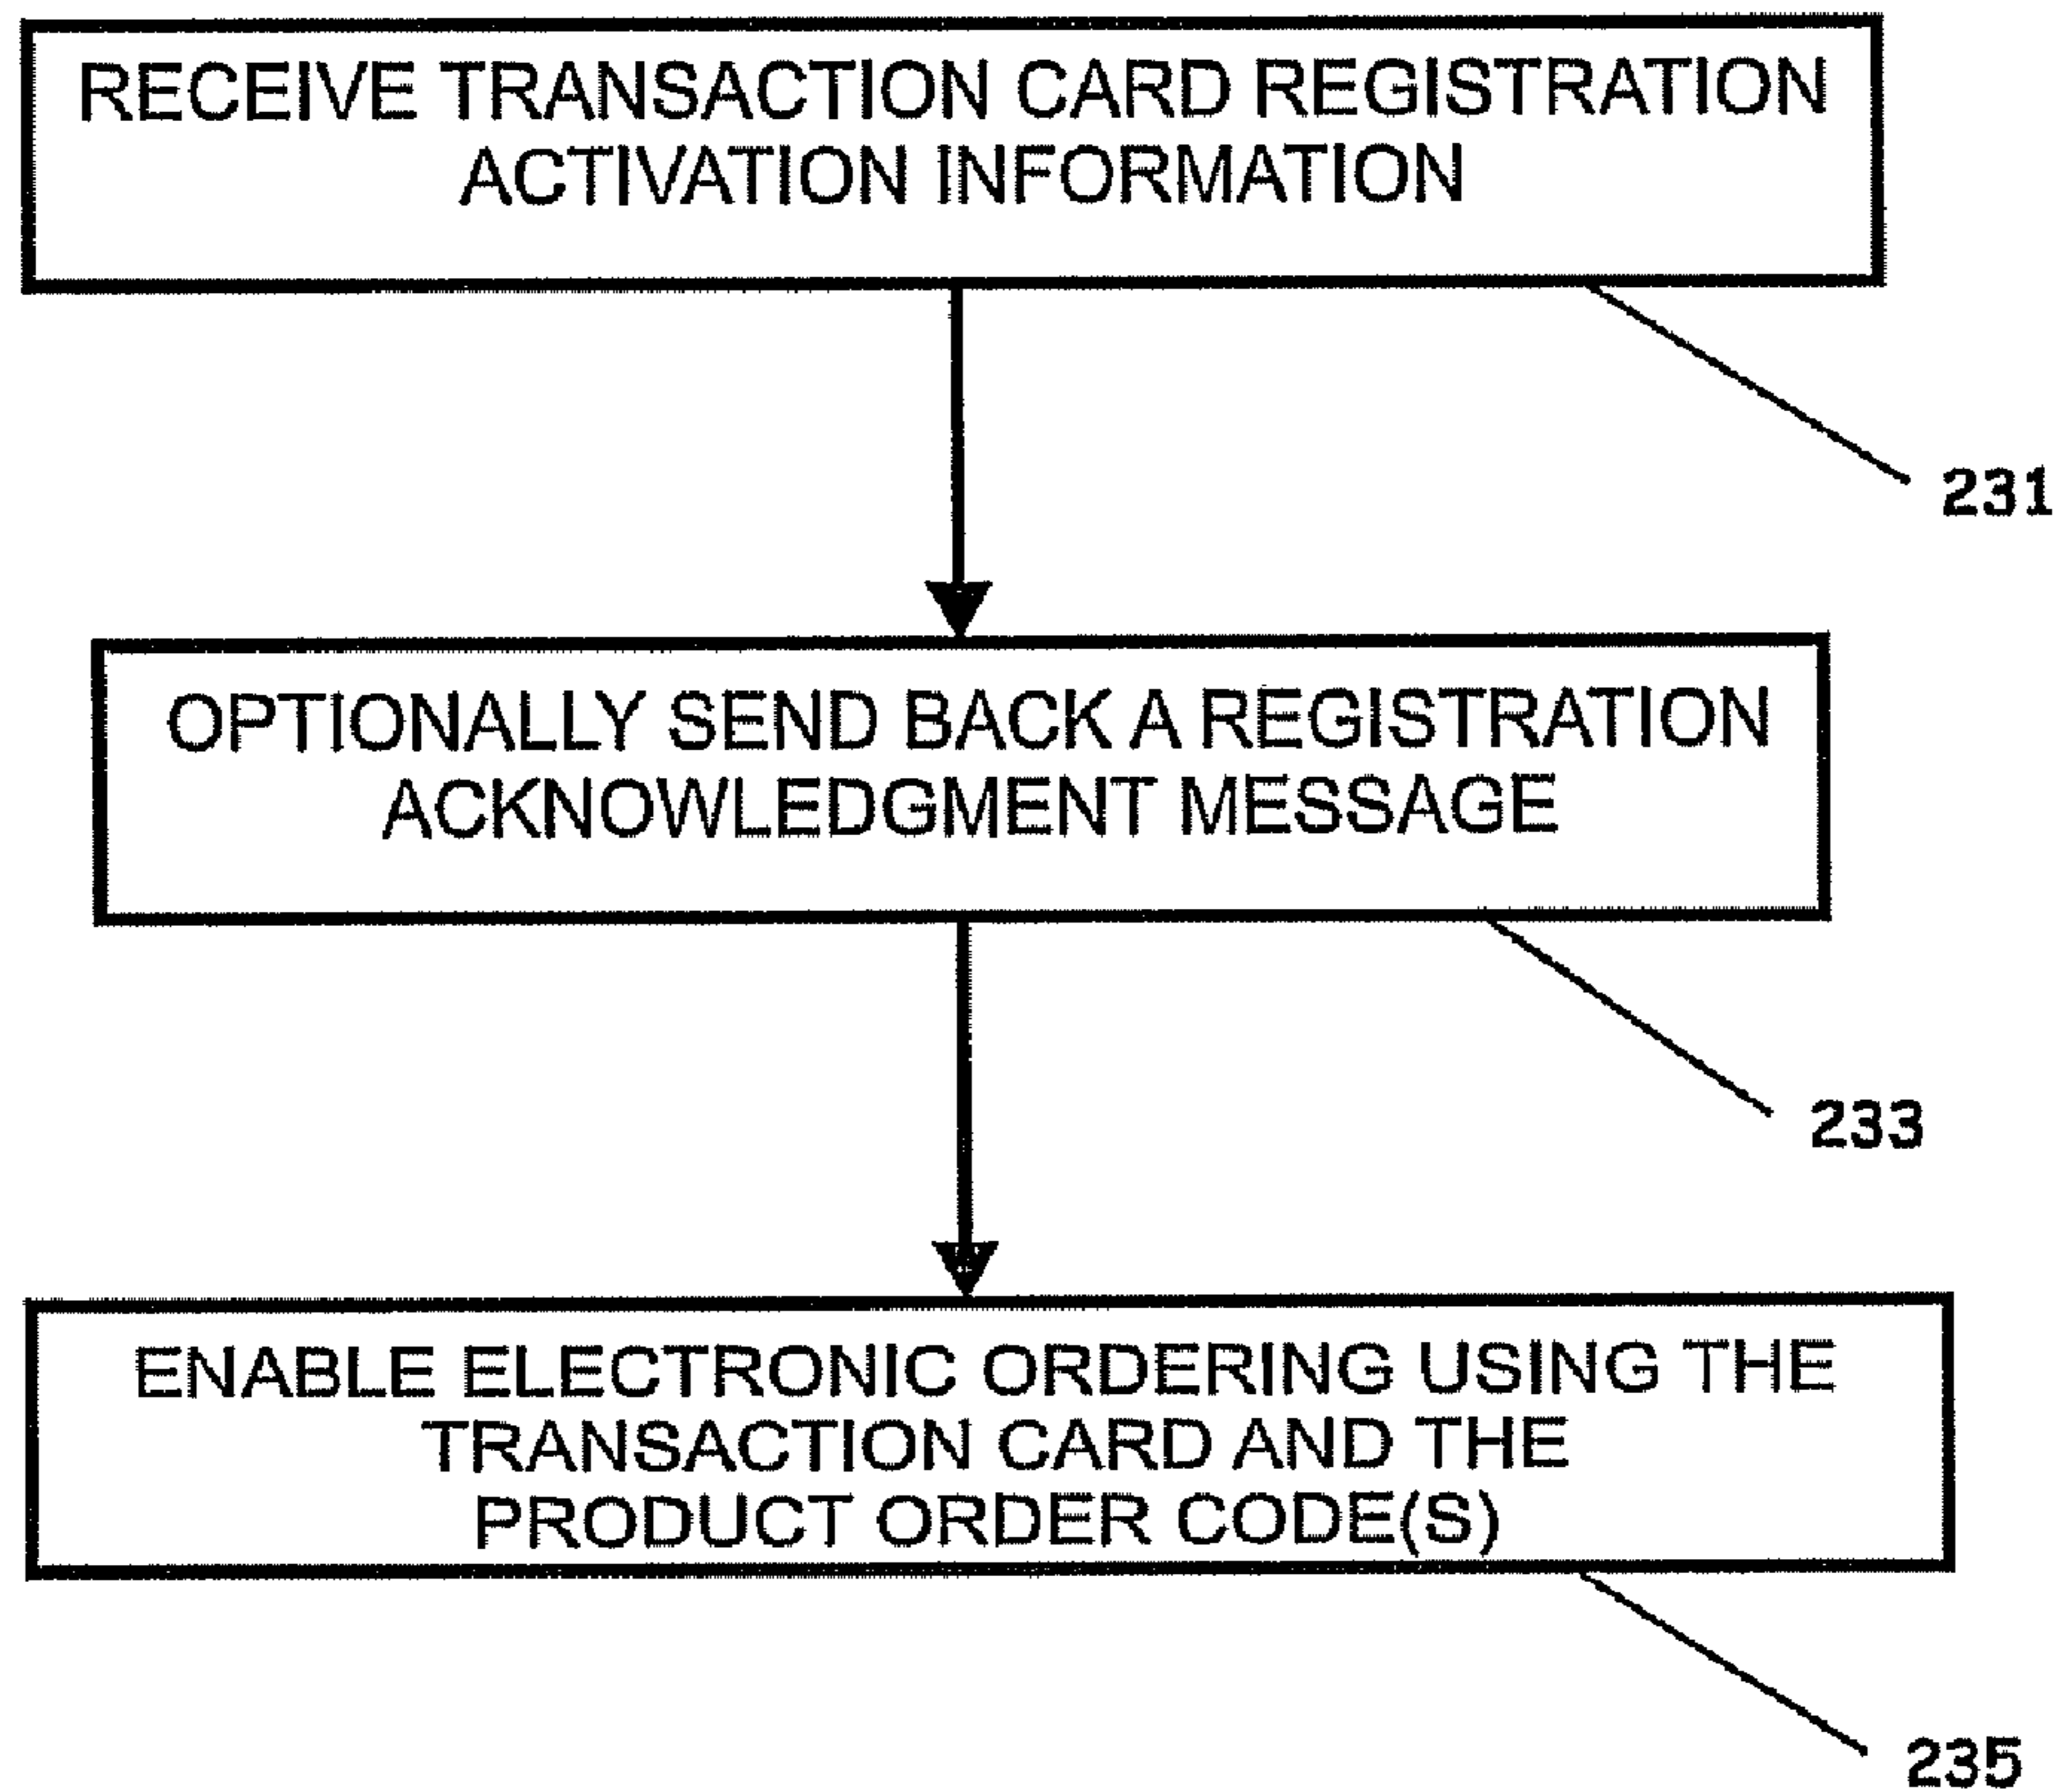 RECEIVE TRANSACTION CARD REGISTRATION
ACTIVATION INFORMATION
231
OPTIONALLY SEND BACK A REGISTRATION
ACKNOWLEDGMENT MESSAGE
233
ENABLE ELECTRONIC ORDERING USING THE
TRANSACTION CARD AND THE
PRODUCT ORDER CODE(S)
235